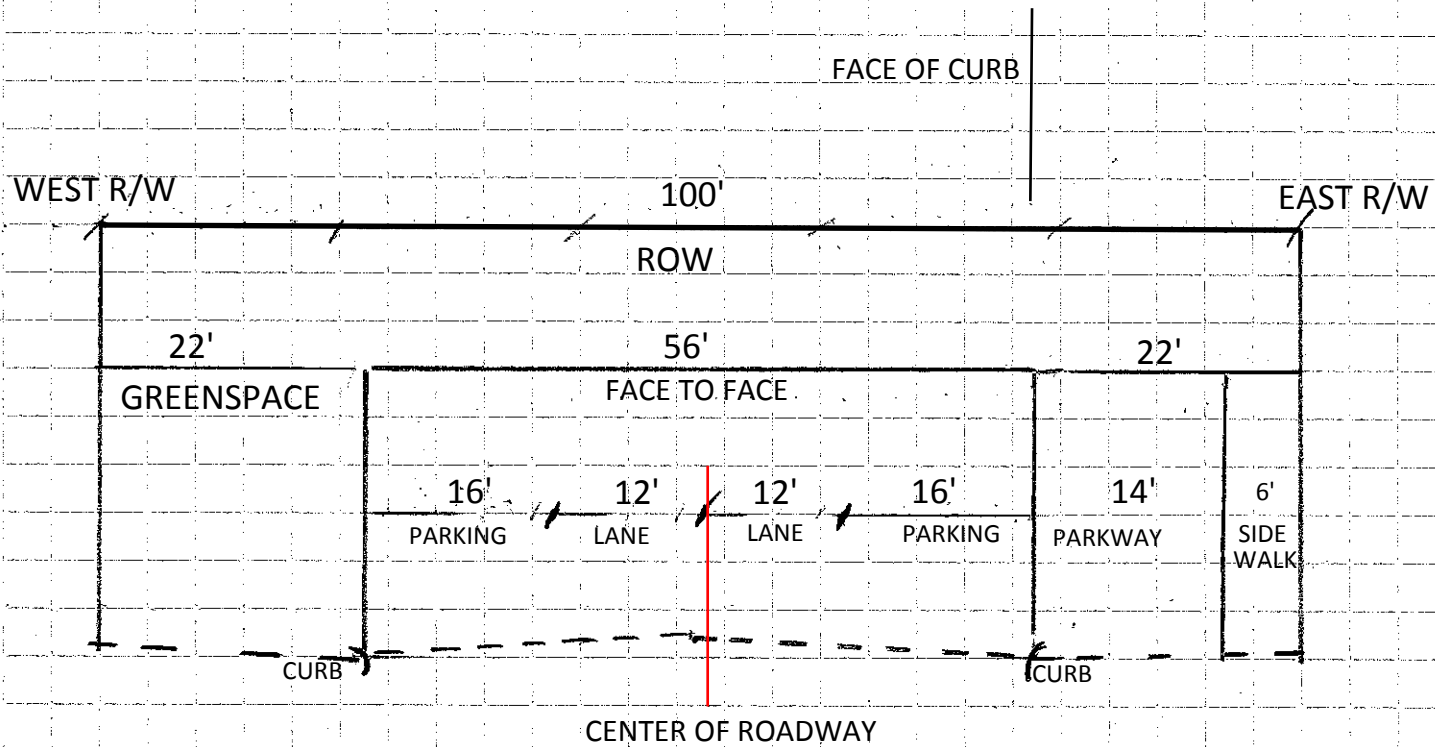 FACE OF CURB
WEST R/W
100'
EAST R/W
ROW
22'
56'
22'
GREENSPACE
FACE TO FACE
16'
12'
12'
16'
14'
6'
PARKING
LANE
LANE
PARKING
PARKWAY
SIDE
WALK
CURB
CURB
CENTER OF ROADWAY